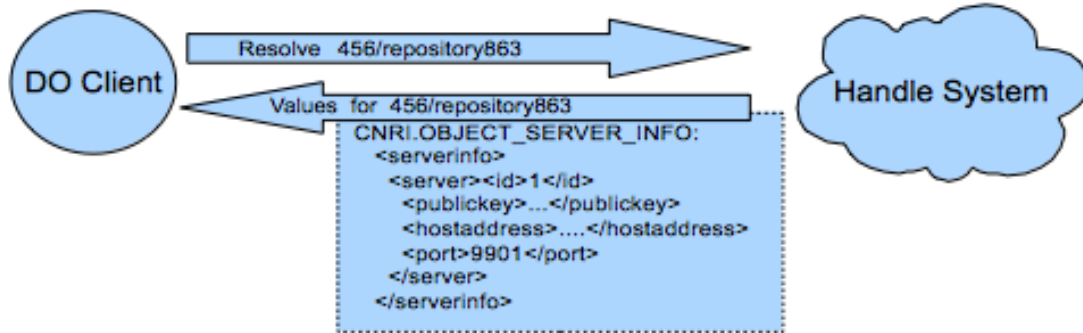 DO Client
Resolve 456/repository863
Handle System
Values for 456/repository863
CNRI.OBJECT_SERVER_INFO:
<serverinfo>
<server><id>1</id>
<publickey>...</publickey>
<hostaddress>....</hostaddress>
<port>9901</port>
</server>
</serverinfo>